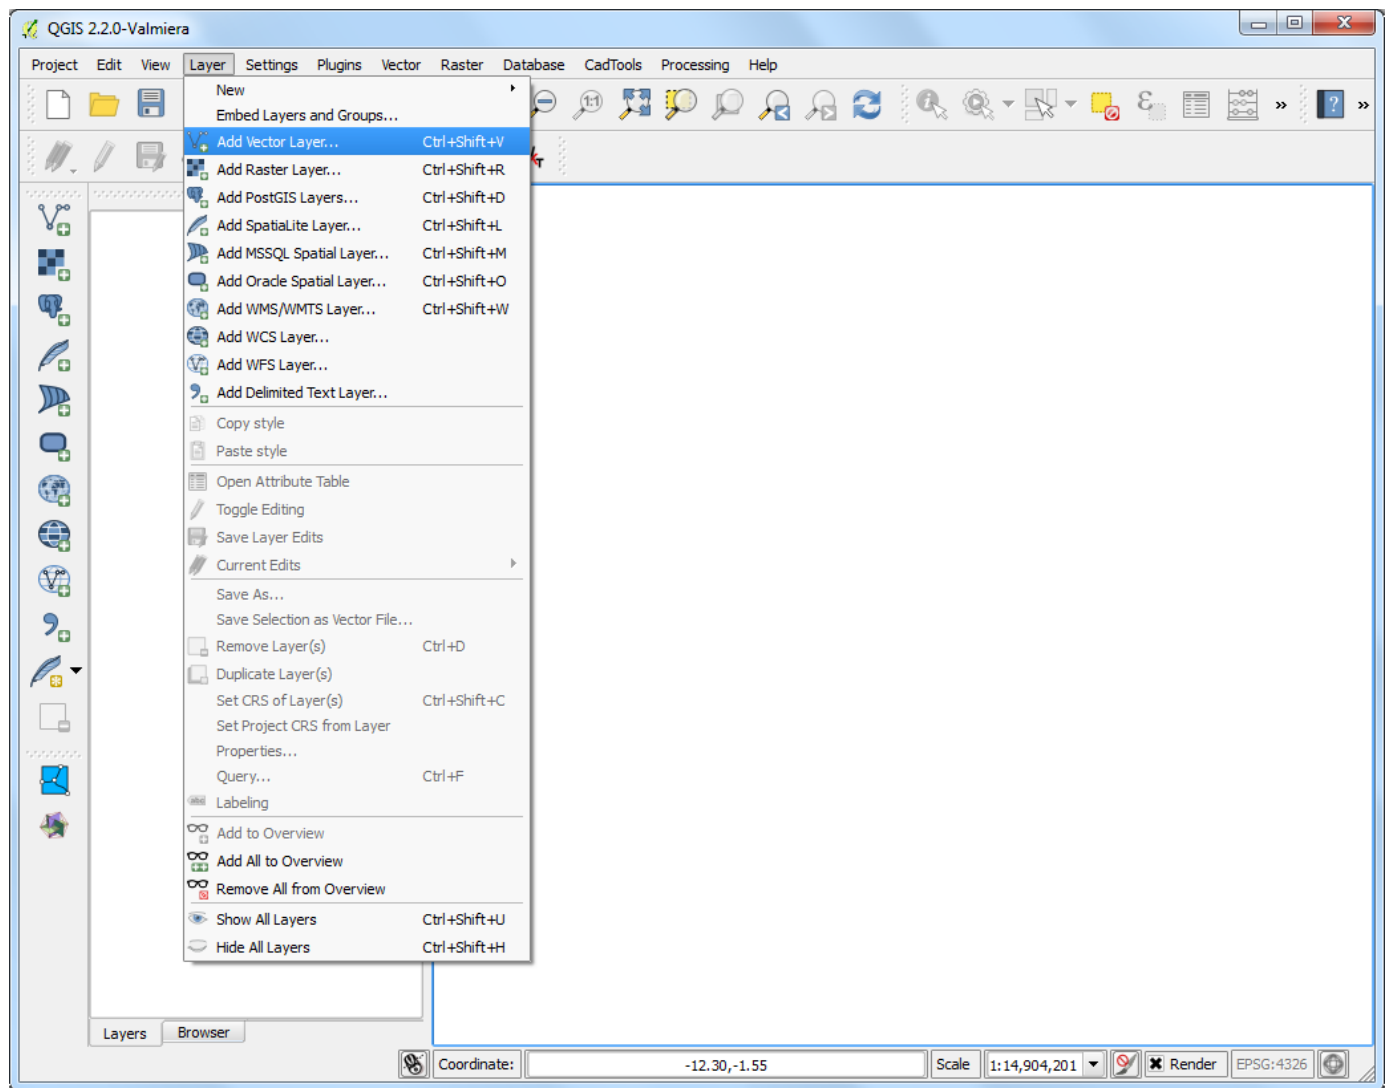 QGIS 2.2.0-Valmiera
Project Edit View Layer Settings Plugins Vector Raster Database CadTools Processing Help
New
Embed Layers and Groups...
Add Vector Layer... Ctrl+Shift+V
Add Raster Layer... Ctrl+Shift+R
Add PostGIS Layers... Ctrl+Shift+D
Add SpatiaLite Layer... Ctrl+Shift+L
Add MSSQL Spatial Layer... Ctrl+Shift+M
Add Oracle Spatial Layer... Ctrl+Shift+O
Add WMS/WMTS Layer... Ctrl+Shift+W
Add WCS Layer...
Add WFS Layer...
Add Delimited Text Layer...
Copy style
Paste style
Open Attribute Table
Toggle Editing
Save Layer Edits
Current Edits
Save As...
Save Selection as Vector File...
Remove Layer(s) Ctrl+D
Duplicate Layer(s)
Set CRS of Layer(s) Ctrl+Shift+C
Set Project CRS from Layer
Properties...
Query... Ctrl+F
Labeling
Add to Overview
Add All to Overview
Remove All from Overview
Show All Layers Ctrl+Shift+U
Hide All Layers Ctrl+Shift+H
Layers Browser
Coordinate: -12.30,-1.55 Scale 1:14,904,201 Render EPSG:4326